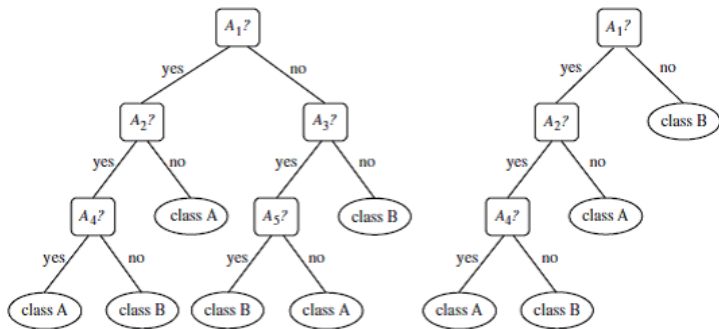 A1? A1?
yes no yes no
A2? A3? A2? class B
yes no yes no yes no
A4? class A A5? class B A4? class A
yes no yes no yes no
class A class B class B class A class A class B